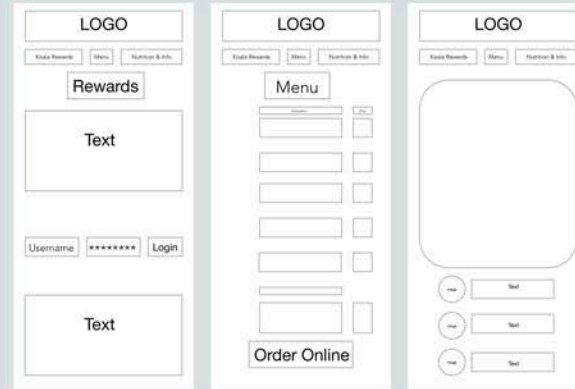 LOGO
Koala Rewards
Menu
Nutrition & Info
Rewards
Text
Username
********
Login
Text
LOGO
Koala Rewards
Menu
Nutrition & Info
Menu
Order Online
LOGO
Koala Rewards
Menu
Nutrition & Info
Text
Text
Text